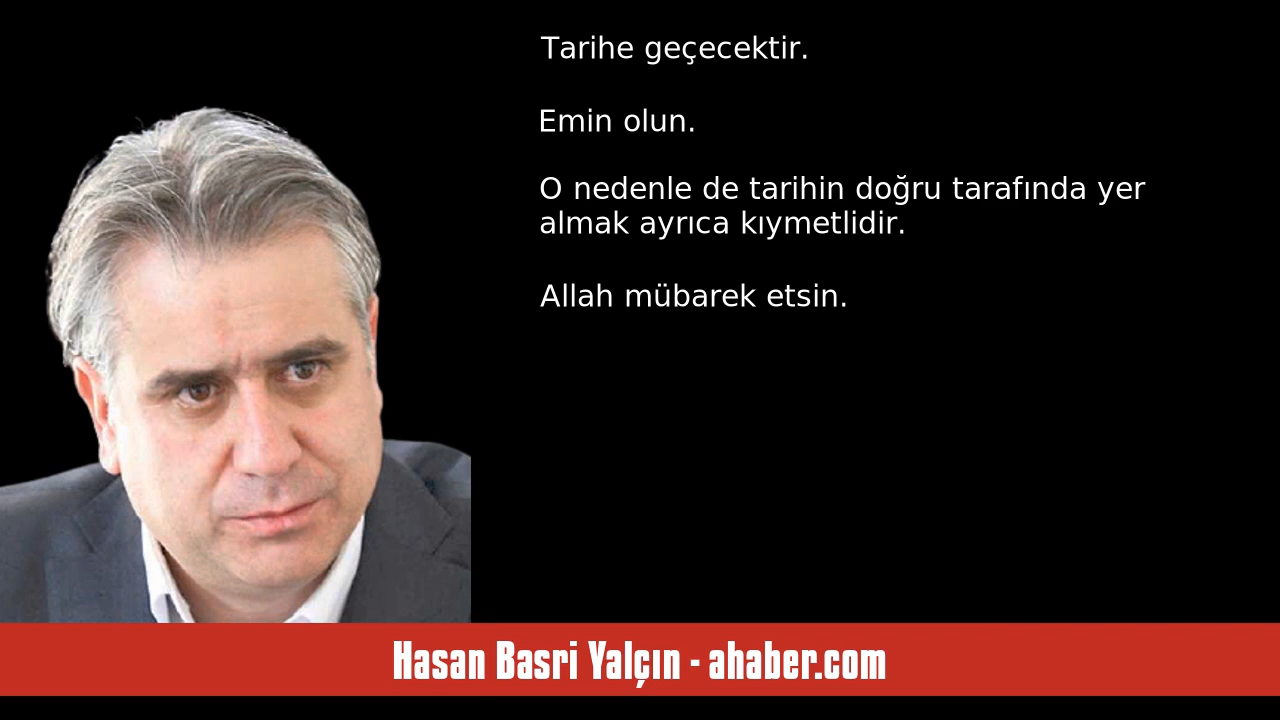 Tarihe geçecektir.
Emin olun.
O nedenle de tarihin doğru tarafında yer
almak ayrıca kıymetlidir.
Allah mübarek etsin.
Hasan Basri Yalçın - ahaber.com